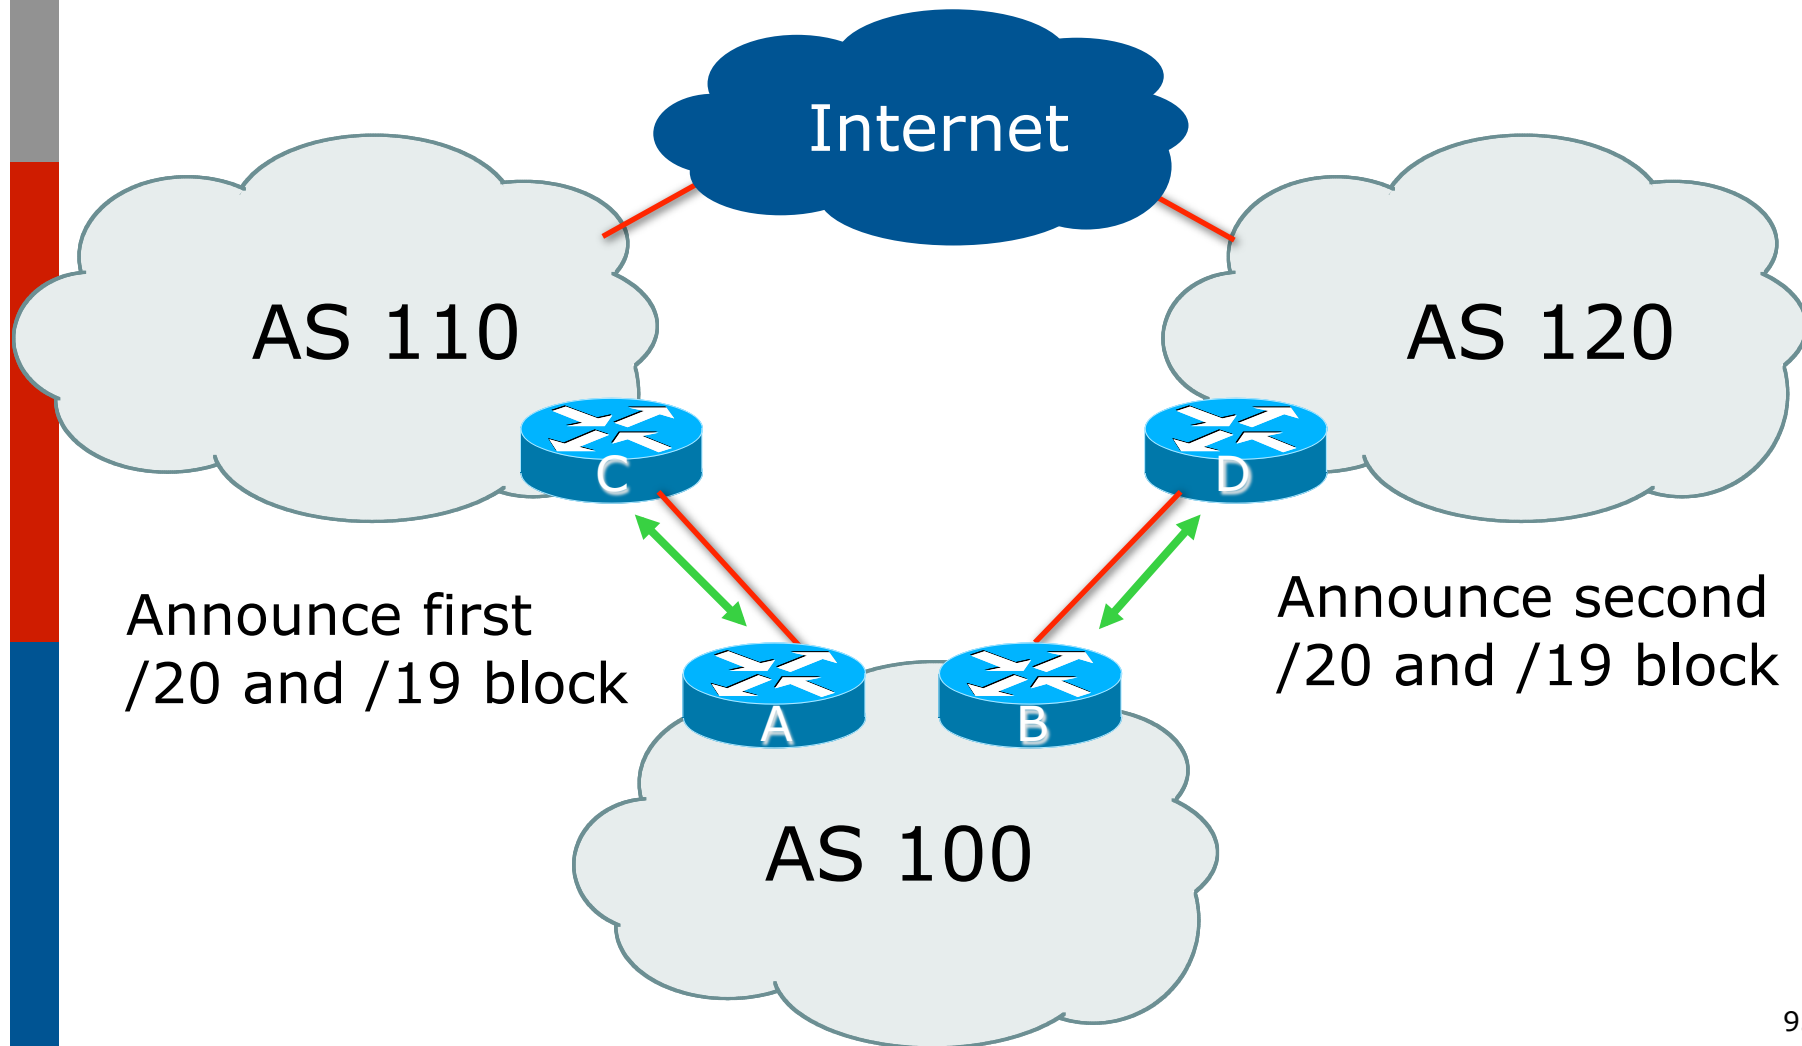 Internet
AS 110
AS 120
C
D
Announce first
/20 and /19 block
Announce second
/20 and /19 block
A
B
AS 100
9